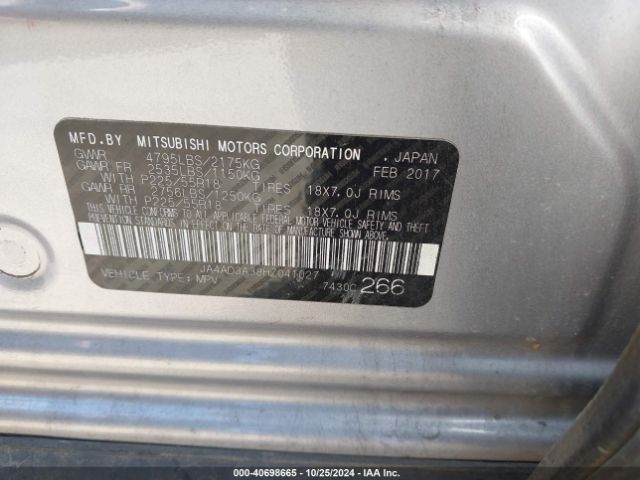 MFD.BY MITSUBISHI MOTORS CORPORATION . JAPAN
GVWR 4795LBS/2175KG FEB 2017
GAWR FR 2535LBS/1150KG
WITH P225/55R18 TIRES 18X7.0J RIMS
GAWR RR 2756LBS/1250KG
WITH P225/55R18 TIRES 18X7.0J RIMS
THIS VEHICLE CONFORMS TO ALL APPLICABLE FEDERAL MOTOR VEHICLE SAFETY AND THEFT
PREVENTION STANDARDS IN EFFECT ON THE DATE OF MANUFACTURE SHOWN ABOVE.
JA4AD3A38HZ041027
VEHICLE TYPE: MPV 7430C 266
000-40698665 - 10/25/2024 - IAA Inc.